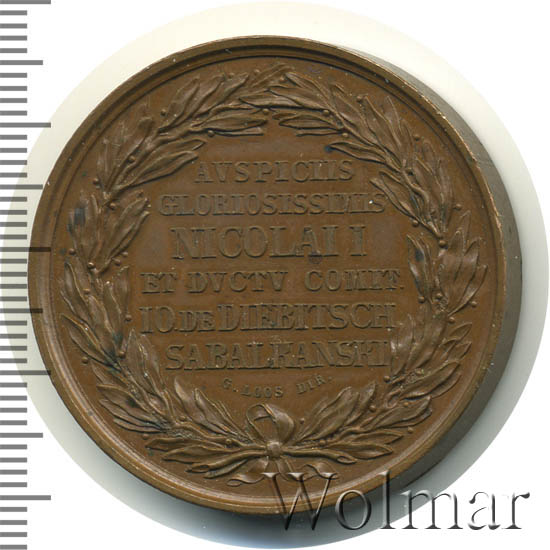 AVSPICIIS
GLORIOSISSIMIS
NICOLAI I
ET DVCTV COMIT.
IO. DE DIEBITSCH
SABALKANSKI
G. LOOS DIR.
Wolmar